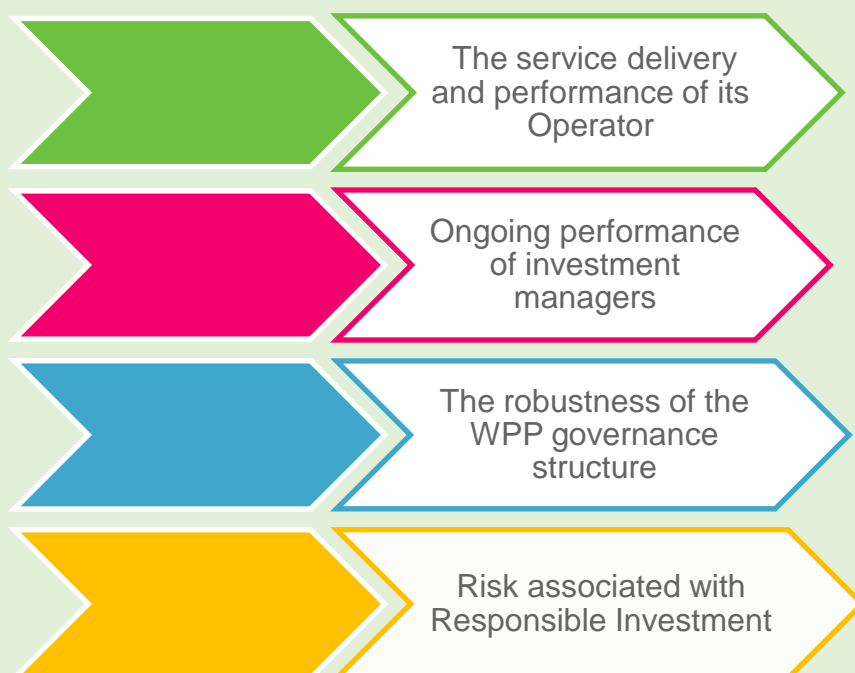 The service delivery
and performance of its
Operator
Ongoing performance
of investment
managers
The robustness of the
WPP governance
structure
Risk associated with
Responsible Investment